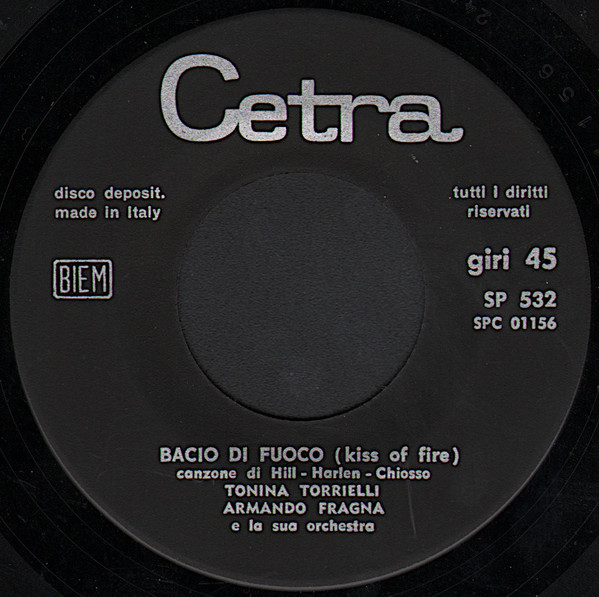 Cetra
disco deposit.
made in Italy
tutti i diritti
riservati
BIEM
giri 45
SP 532
SPC 01156
BACIO DI FUOCO (kiss of fire)
canzone di Hill - Harlen - Chiosso
TONINA TORRIELLI
ARMANDO FRAGNA
e la sua orchestra